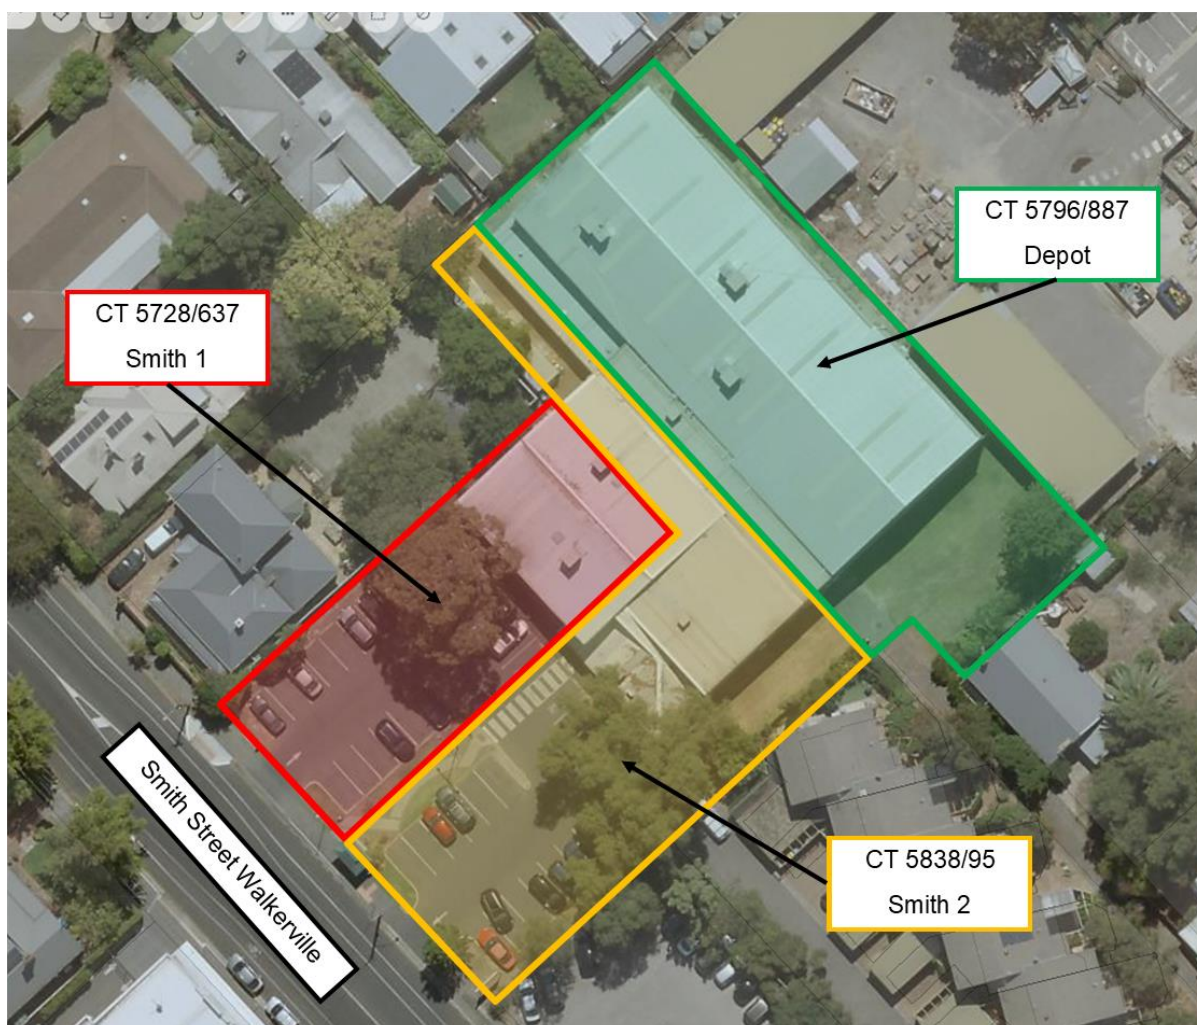 CT 5796/887
Depot
CT 5728/637
Smith 1
Smith Street Walkerville
CT 5838/95
Smith 2